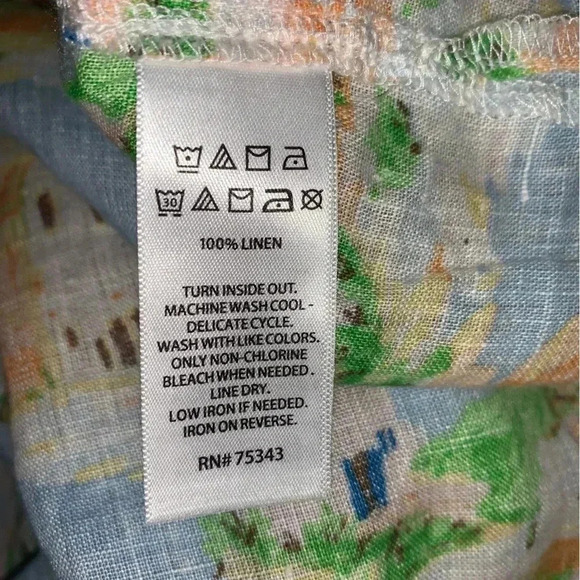 30
100% LINEN
TURN INSIDE OUT.
MACHINE WASH COOL -
DELICATE CYCLE.
WASH WITH LIKE COLORS.
ONLY NON-CHLORINE
BLEACH WHEN NEEDED.
LINE DRY.
LOW IRON IF NEEDED.
IRON ON REVERSE.
RN# 75343